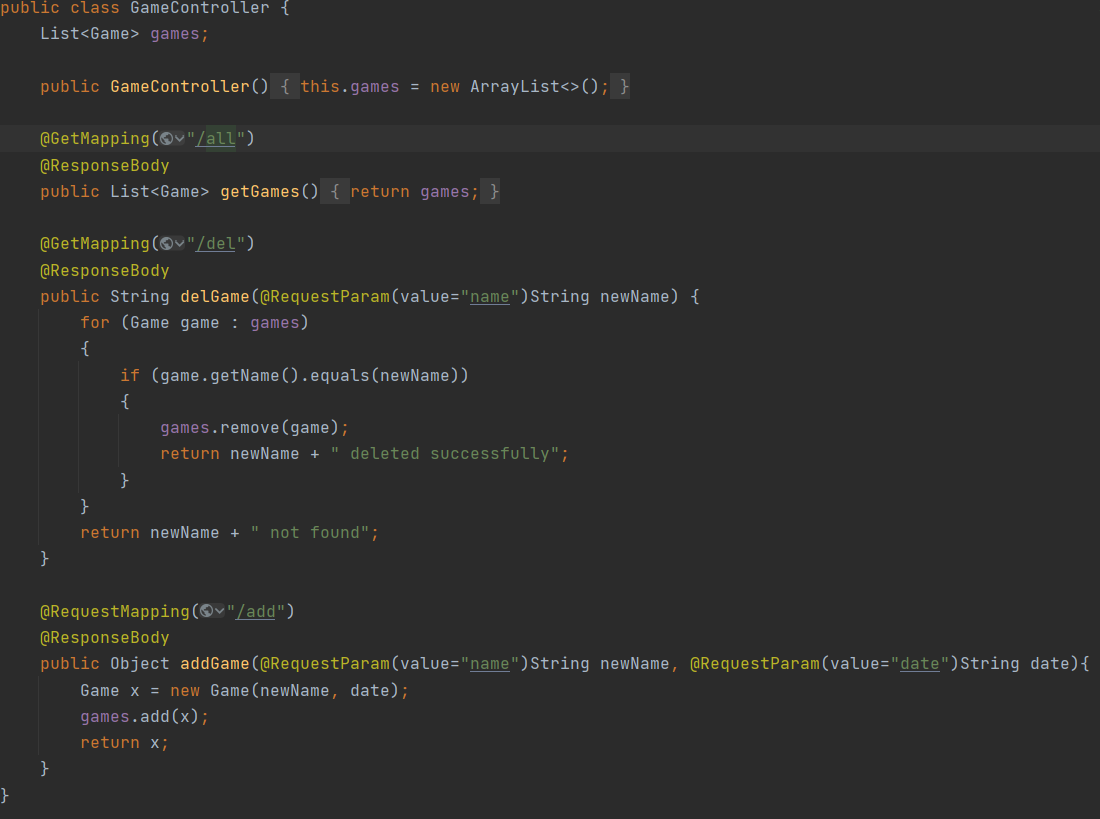 public class GameController {
    List<Game> games;

    public GameController() { this.games = new ArrayList<>(); }

    @GetMapping("/all")
    @ResponseBody
    public List<Game> getGames() { return games; }

    @GetMapping("/del")
    @ResponseBody
    public String delGame(@RequestParam(value="name")String newName) {
        for (Game game : games)
        {
            if (game.getName().equals(newName))
            {
                games.remove(game);
                return newName + " deleted successfully";
            }
        }
        return newName + " not found";
    }

    @RequestMapping("/add")
    @ResponseBody
    public Object addGame(@RequestParam(value="name")String newName, @RequestParam(value="date")String date){
        Game x = new Game(newName, date);
        games.add(x);
        return x;
    }
}